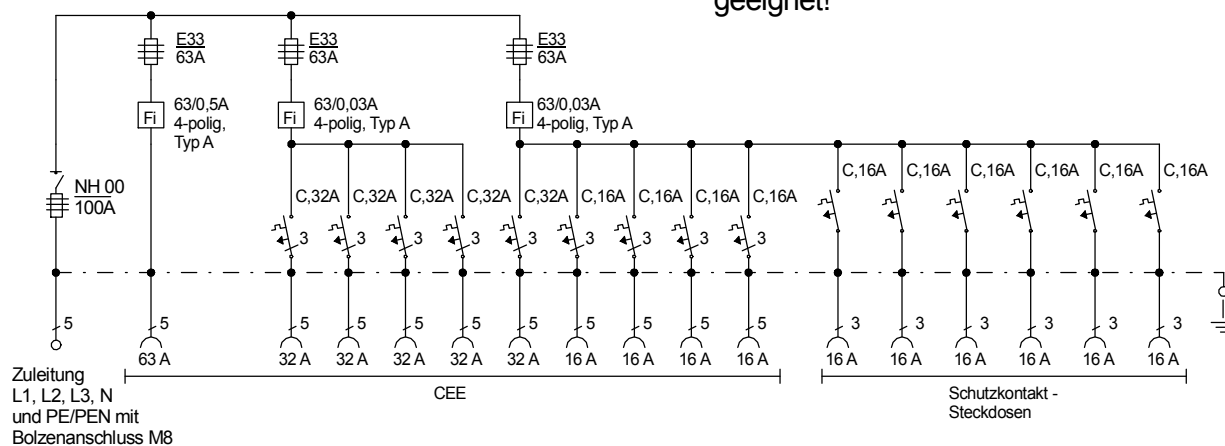 geeignet!
E33
63A
E33
63A
E33
63A
Fi
63/0,5A
4-polig,
Typ A
Fi
63/0,03A
4-polig, Typ A
Fi
63/0,03A
4-polig, Typ A
NH 00
100A
C,32A C,32A C,32A C,32A C,32A C,16A C,16A C,16A C,16A C,16A C,16A C,16A C,16A C,16A C,16A
3 3 3 3 3 3 3 3 3
5 5 5 5 5 5 5 5 5 5 5 3 3 3 3 3 3
63 A 32 A 32 A 32 A 32 A 32 A 16 A 16 A 16 A 16 A 16 A 16 A 16 A 16 A 16 A 16 A
Zuleitung
L1, L2, L3, N
und PE/PEN mit
Bolzenanschluss M8
CEE
Schutzkontakt -
Steckdosen